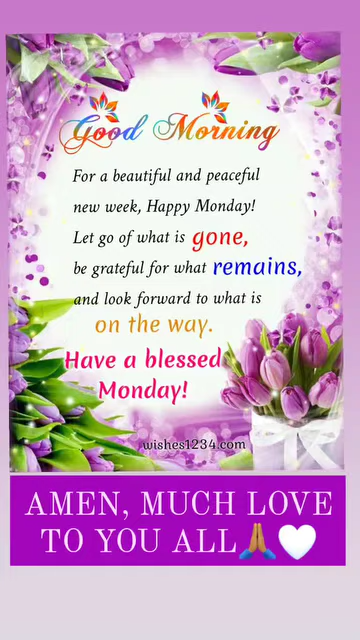 Good Morning
For a beautiful and peaceful
new week, Happy Monday!
Let go of what is gone,
be grateful for what remains,
and look forward to what is
on the way.
Have a blessed
Monday!
wishes1234.com
AMEN, MUCH LOVE
TO YOU ALL🙏🏾🤍